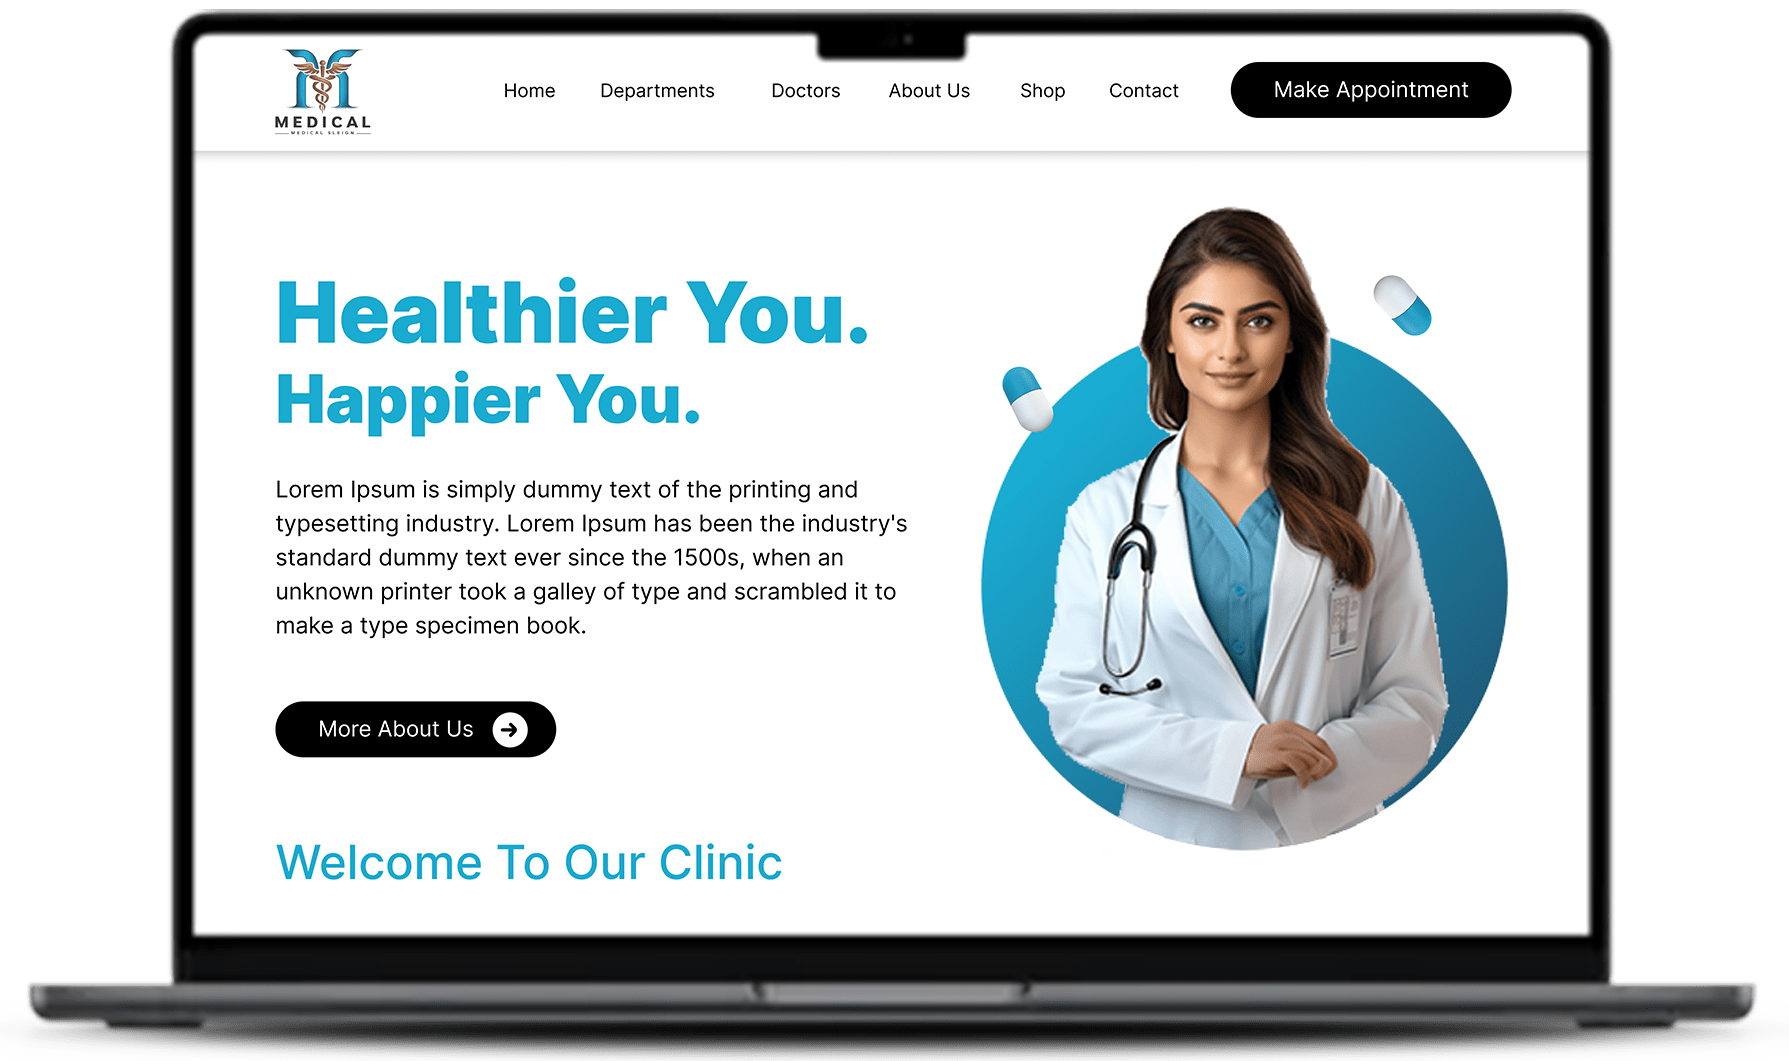 MEDICAL
MEDICAL SLEIGN
Home Departments Doctors About Us Shop Contact Make Appointment
Healthier You.
Happier You.
Lorem Ipsum is simply dummy text of the printing and
typesetting industry. Lorem Ipsum has been the industry's
standard dummy text ever since the 1500s, when an
unknown printer took a galley of type and scrambled it to
make a type specimen book.
More About Us
Welcome To Our Clinic